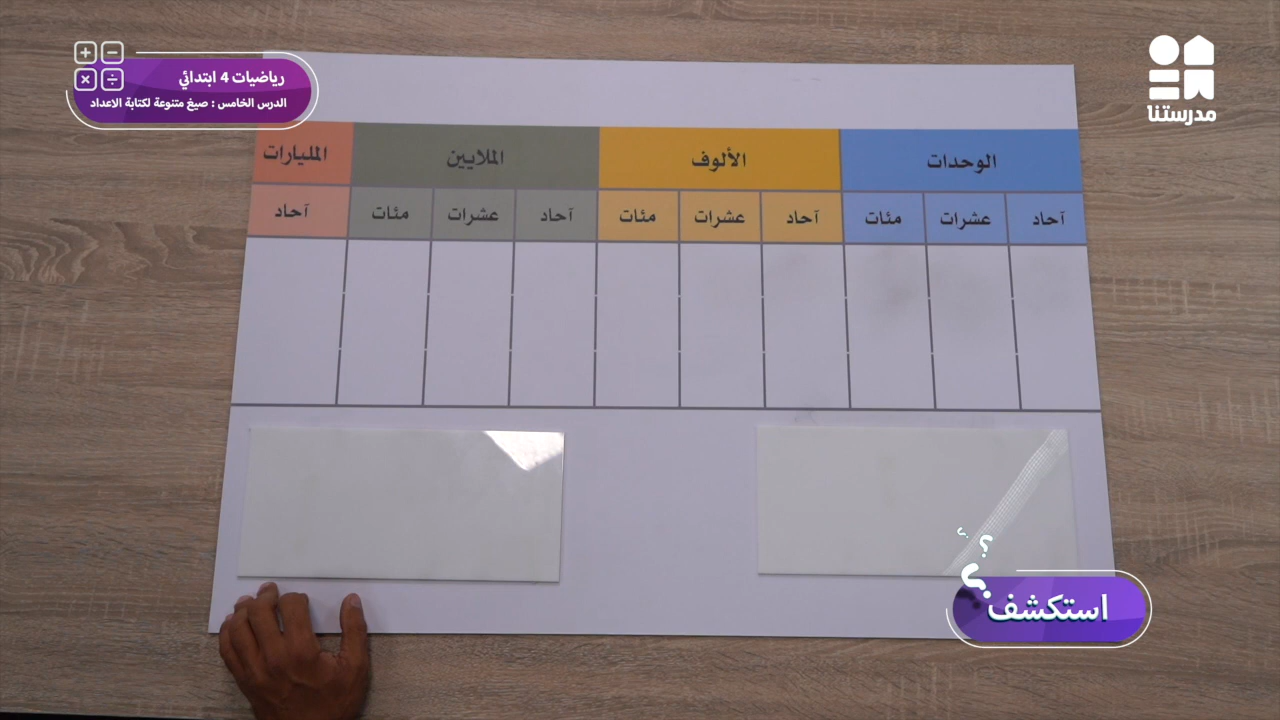 رياضيات 4 ابتدائي
الدرس الخامس : صيغ متنوعة لكتابة الاعداد
مدرستنا
الوحدات الألوف الملايين المليارات
آحاد عشرات مئات آحاد عشرات مئات آحاد عشرات مئات آحاد
استكشف